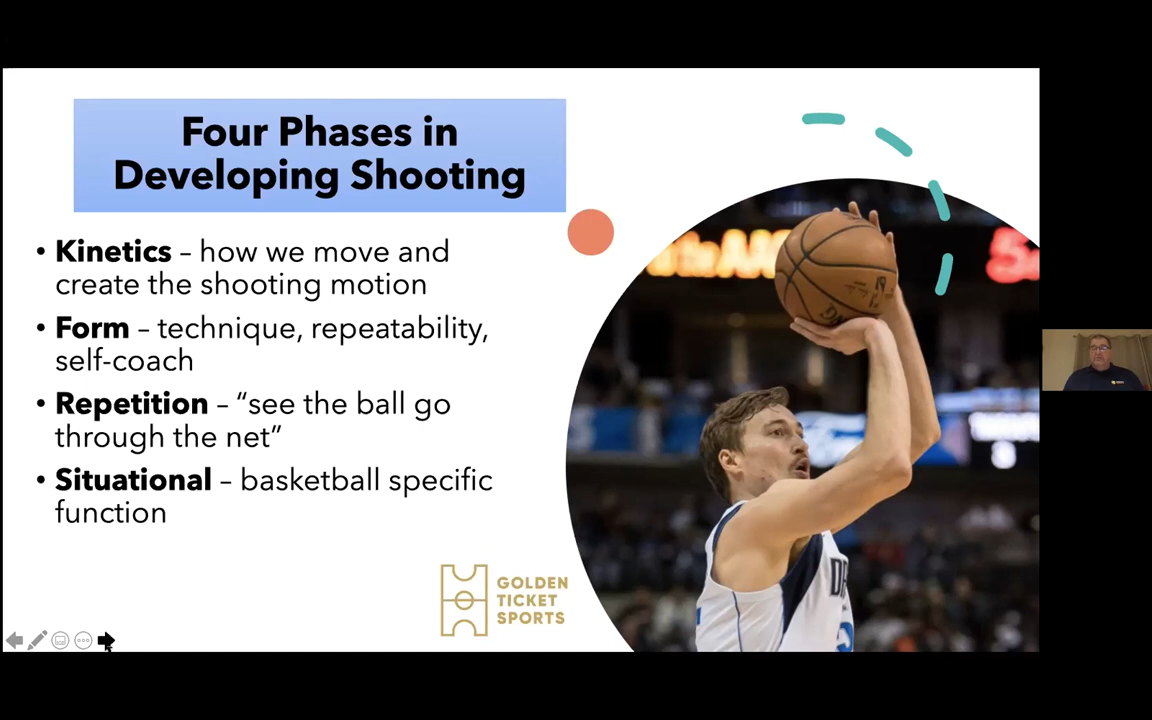 Four Phases in
Developing Shooting
• Kinetics – how we move and
create the shooting motion
• Form – technique, repeatability,
self-coach
• Repetition – “see the ball go
through the net”
• Situational – basketball specific
function
GOLDEN
TICKET
SPORTS